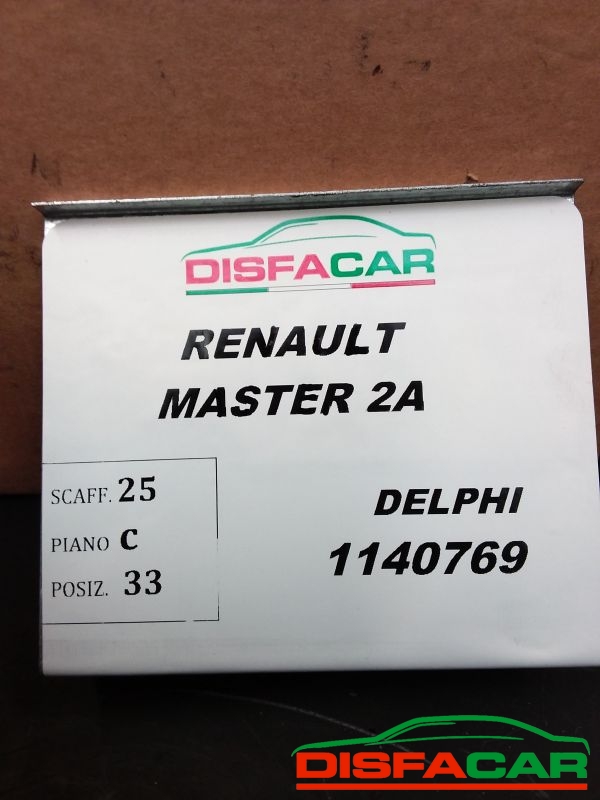 DISFACAR
RENAULT
MASTER 2A
SCAFF. 25
PIANO C
POSIZ. 33
DELPHI
1140769
DISFACAR